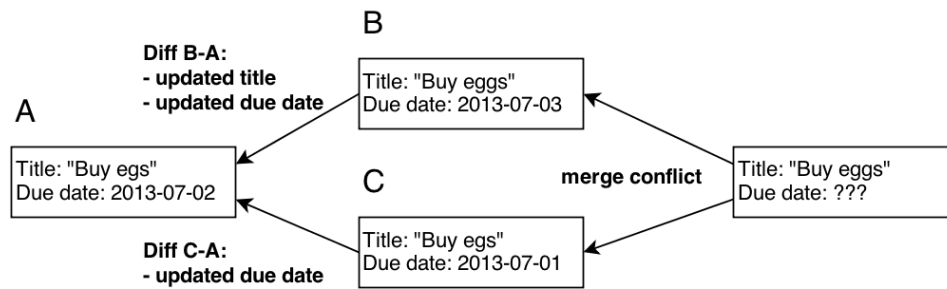 B
Diff B-A:
- updated title
- updated due date
Title: "Buy eggs"
Due date: 2013-07-03
A
Title: "Buy egs"
Due date: 2013-07-02
C
merge conflict
Title: "Buy eggs"
Due date: ???
Diff C-A:
- updated due date
Title: "Buy egs"
Due date: 2013-07-01